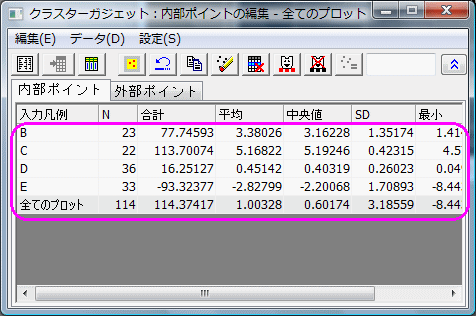 クラスターガジェット：内部ポイントの編集 - 全てのプロット
編集(E) データ(D) 設定(S)
内部ポイント 外部ポイント
入力凡例 N 合計 平均 中央値 SD 最小
B 23 77.74593 3.38026 3.16228 1.35174 1.41
C 22 113.70074 5.16822 5.19246 0.42315 4.5
D 36 16.25127 0.45142 0.40319 0.26023 0.04
E 33 -93.32377 -2.82799 -2.20068 1.70893 -8.44
全てのプロット 114 114.37417 1.00328 0.60174 3.18559 -8.44